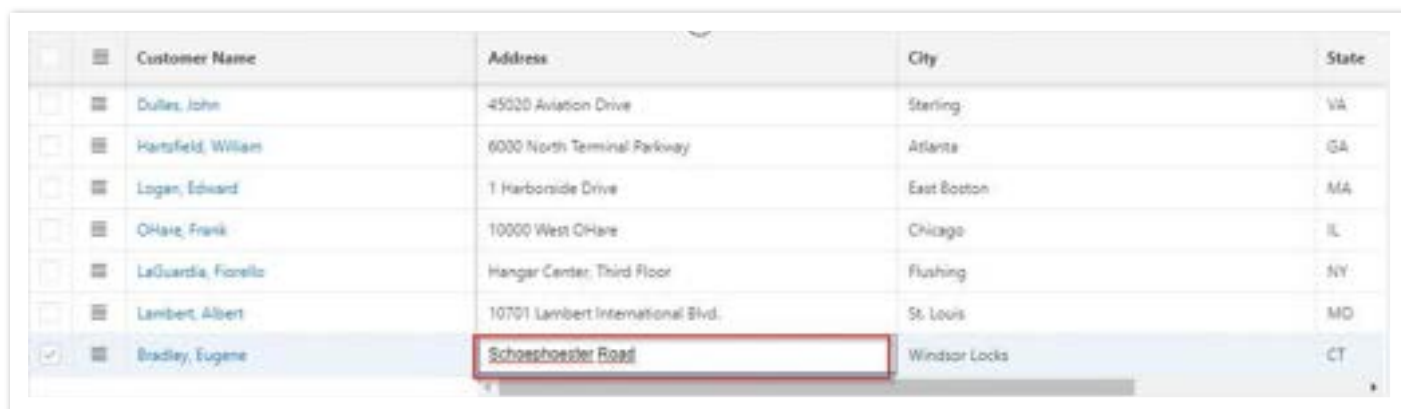 Customer Name Address City State
Dulles, John 45020 Aviation Drive Sterling VA
Hartsfield, William 6000 North Terminal Parkway Atlanta GA
Logan, Edward 1 Harborside Drive East Boston MA
OHare, Frank 10000 West OHare Chicago IL
LaGuardia, Fiorello Hangar Center, Third Floor Flushing NY
Lambert, Albert 10701 Lambert International Blvd. St. Louis MO
Bradley, Eugene Schoephoester Road Windsor Locks CT